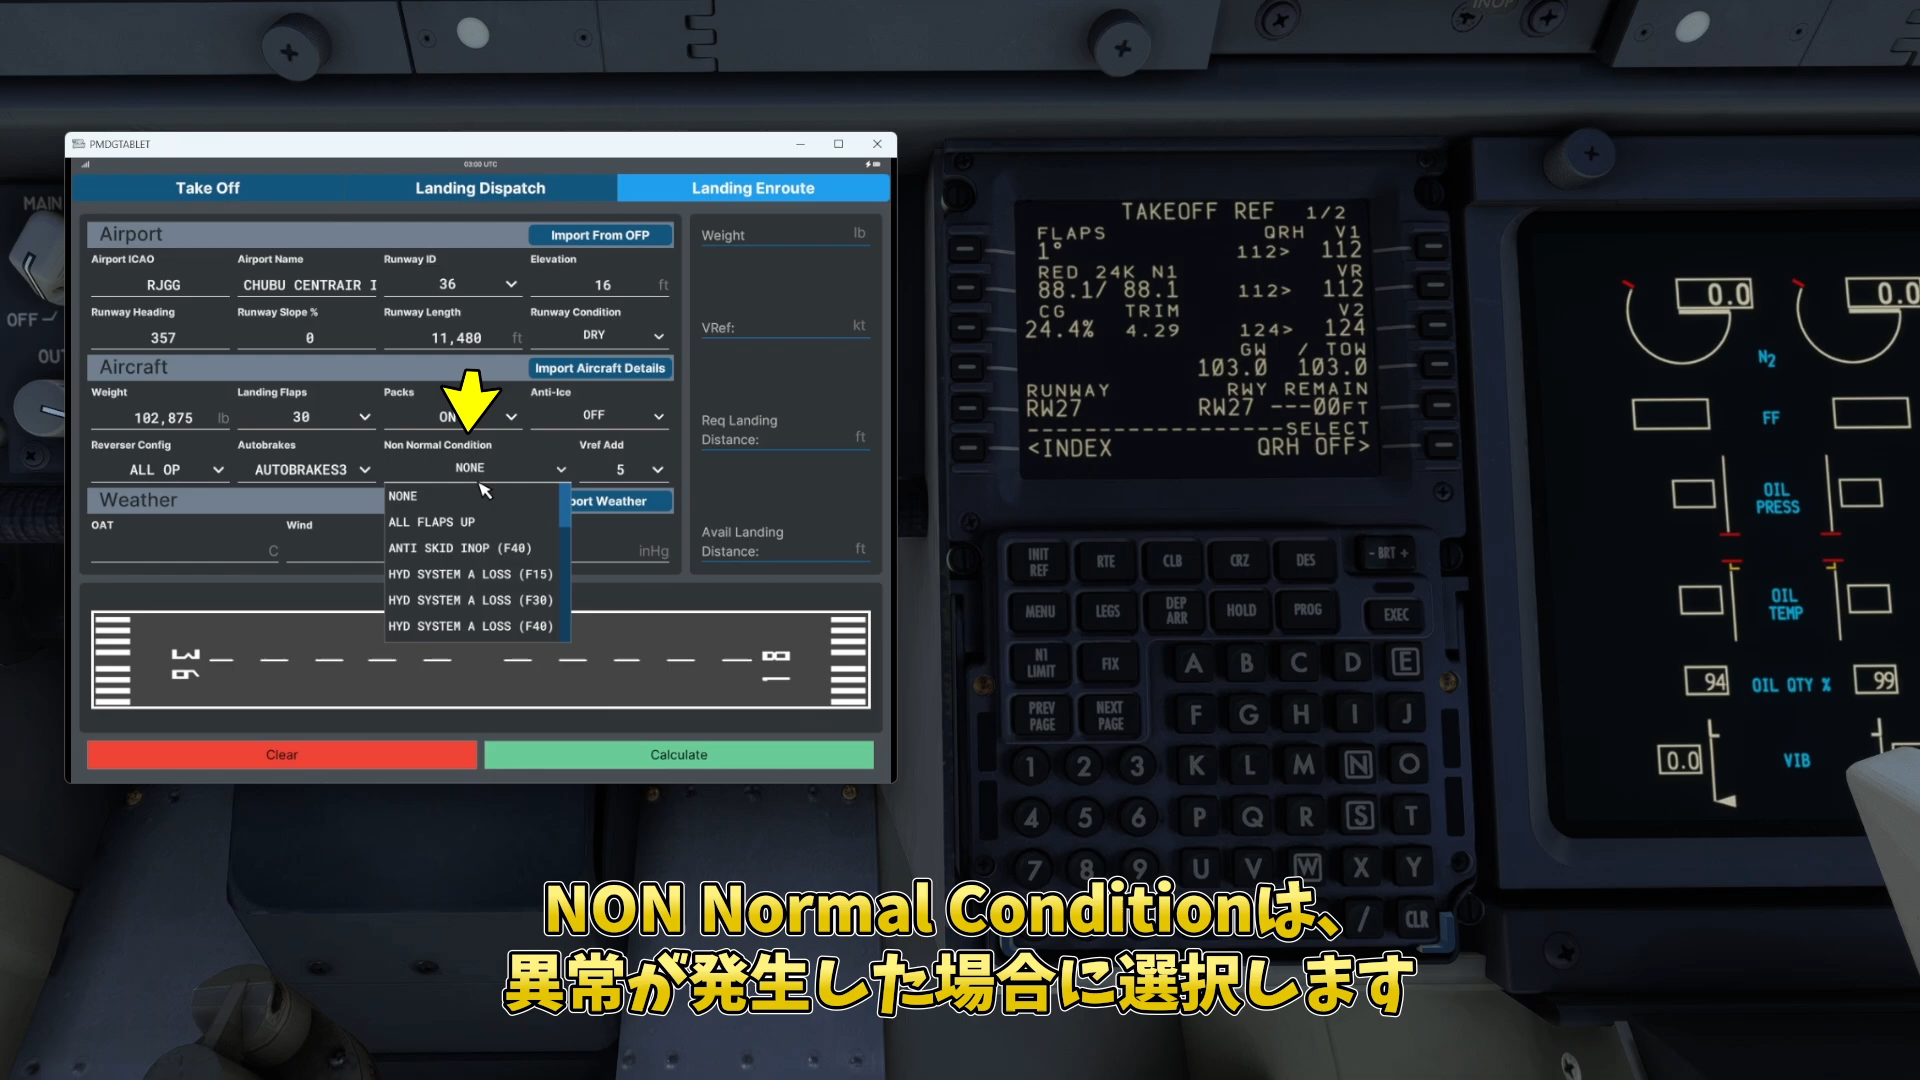 PMDGTABLET
03:00 UTC
Take Off
Landing Dispatch
Landing Enroute
Airport
Import From OFP
Airport ICAO
Airport Name
Runway ID
Elevation
RJGG
CHUBU CENTRAIR I
36
16
ft
Runway Heading
Runway Slope %
Runway Length
Runway Condition
357
0
11,480
ft
DRY
Aircraft
Import Aircraft Details
Weight
Landing Flaps
Packs
Anti-Ice
102,875
lb
30
ON
OFF
Reverser Config
Autobrakes
Non Normal Condition
Vref Add
ALL OP
AUTOBRAKES3
NONE
5
Weather
port Weather
OAT
Wind
C
inHg
NONE
ALL FLAPS UP
ANTI SKID INOP (F40)
HYD SYSTEM A LOSS (F15)
HYD SYSTEM A LOSS (F30)
HYD SYSTEM A LOSS (F40)
Weight
lb
VRef:
kt
Req Landing
Distance:
ft
Avail Landing
Distance:
ft
36
18
Clear
Calculate
MAIN
OFF
OUT
INOP
TAKEOFF REF 1/2
FLAPS QRH V1
1° 112> 112
RED 24K N1 VR
88.1/ 88.1 112> 112
CG TRIM V2
24.4% 4.29 124> 124
GW / TOW
103.0 103.0
RUNWAY RWY REMAIN
RW27 RW27 ---00FT
------------------SELECT
<INDEX QRH OFF>
INIT
REF
RTE
CLB
CRZ
DES
- BRT +
MENU
LEGS
DEP
ARR
HOLD
PROG
EXEC
N1
LIMIT
FIX
A B C D E
PREV
PAGE
NEXT
PAGE
F G H I J
1 2 3 K L M N O
4 5 6 P Q R S T
7 8 9 U V W X Y
/ CLR
0.0
0.0
N2
FF
OIL
PRESS
OIL
TEMP
94 OIL QTY % 99
0.0 VIB
NON Normal Conditionは、
異常が発生した場合に選択します